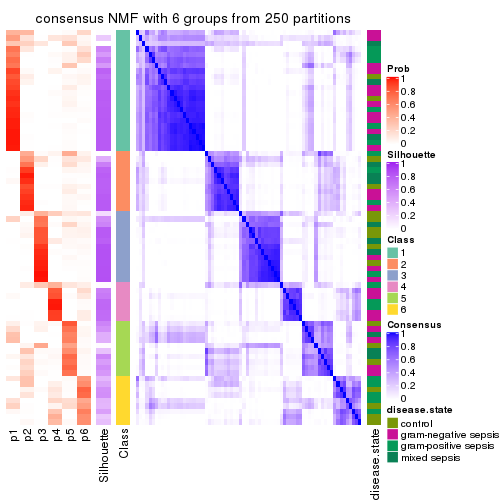 consensus NMF with 6 groups from 250 partitions
p1
p2
p3
p4
p5
p6
Silhouette
Class
disease.state
Prob
1
0.8
0.6
0.4
0.2
0
Silhouette
1
0.8
0.6
0.4
0.2
0
Class
1
2
3
4
5
6
Consensus
1
0.8
0.6
0.4
0.2
0
disease.state
control
gram-negative sepsis
gram-positive sepsis
mixed sepsis